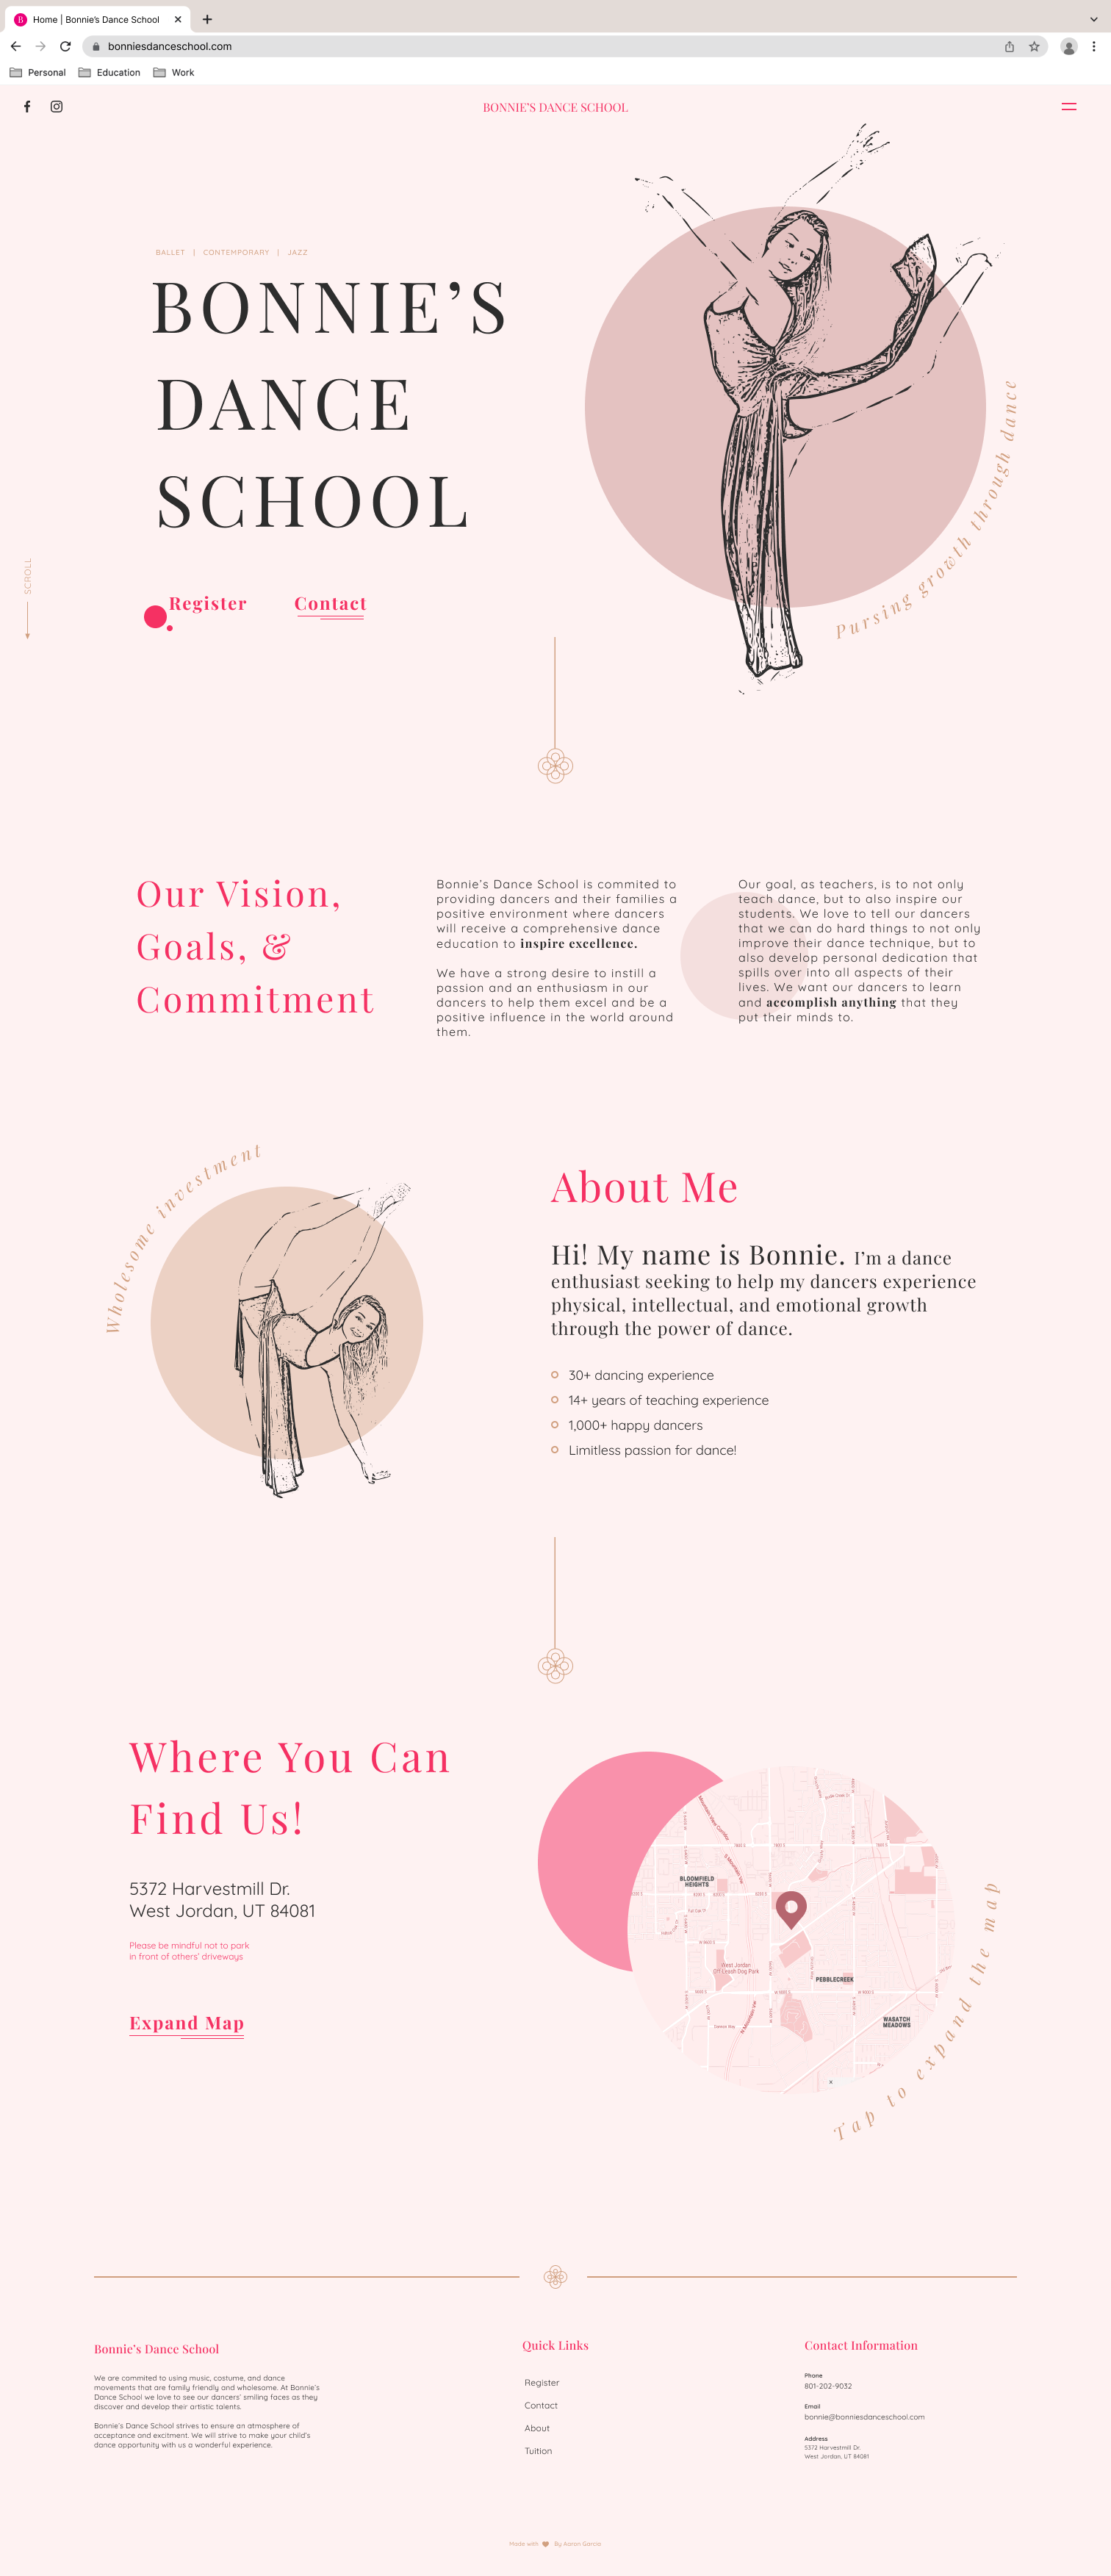 Home | Bonnie's Dance School
bonniesdanceschool.com
Personal Education Work
BONNIE'S DANCE SCHOOL
BALLET | CONTEMPORARY | JAZZ
BONNIE'S
DANCE
SCHOOL
Pursing growth through dance
SCROLL
Register Contact
Our Vision,
Goals, &
Commitment
Bonnie's Dance School is commited to
providing dancers and their families a
positive environment where dancers
will receive a comprehensive dance
education to inspire excellence.
We have a strong desire to instill a
passion and an enthusiasm in our
dancers to help them excel and be a
positive influence in the world around
them.
Our goal, as teachers, is to not only
teach dance, but to also inspire our
students. We love to tell our dancers
that we can do hard things to not only
improve their dance technique, but to
also develop personal dedication that
spills over into all aspects of their
lives. We want our dancers to learn
and accomplish anything that they
put their minds to.
Wholesome investment
About Me
Hi! My name is Bonnie. I'm a dance
enthusiast seeking to help my dancers experience
physical, intellectual, and emotional growth
through the power of dance.
30+ dancing experience
14+ years of teaching experience
1,000+ happy dancers
Limitless passion for dance!
Where You Can
Find Us!
5372 Harvestmill Dr.
West Jordan, UT 84081
Please be mindful not to park
in front of others' driveways
Expand Map
Mountain View Corridor
S Mountain Vw
BLOOMFIELD
HEIGHTS
West Jordan
Off Leash Dog Park
PEBBLECREEK
N Mountain Vw
WASATCH
MEADOWS
Tap to expand the map
Bonnie's Dance School
We are commited to using music, costume, and dance
movements that are family friendly and wholesome. At Bonnie's
Dance School we love to see our dancers' smiling faces as they
discover and develop their artistic talents.
Bonnie's Dance School strives to ensure an atmosphere of
acceptance and excitment. We will strive to make your child's
dance opportunity with us a wonderful experience.
Quick Links
Register
Contact
About
Tuition
Contact Information
Phone
801-202-9032
Email
bonnie@bonniesdanceschool.com
Address
5372 Harvestmill Dr.
West Jordan, UT 84081
Made with By Aaron Garcia